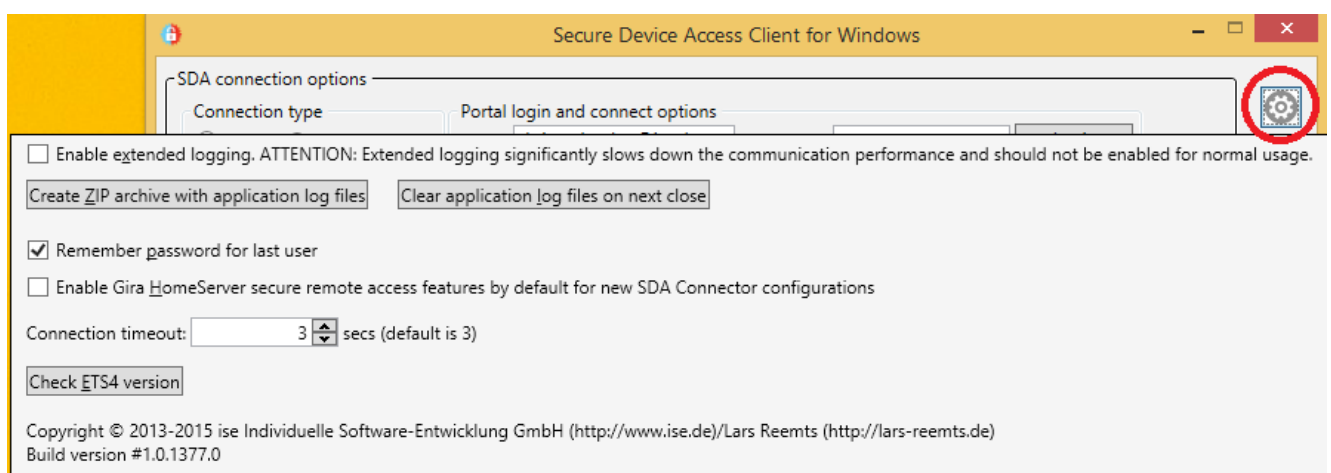 Secure Device Access Client for Windows
SDA connection options
Connection type
Portal login and connect options
Enable extended logging. ATTENTION: Extended logging significantly slows down the communication performance and should not be enabled for normal usage.
Create ZIP archive with application log files
Clear application log files on next close
Remember password for last user
Enable Gira HomeServer secure remote access features by default for new SDA Connector configurations
Connection timeout: 3 secs (default is 3)
Check ETS4 version
Copyright © 2013-2015 ise Individuelle Software-Entwicklung GmbH (http://www.ise.de)/Lars Reemts (http://lars-reemts.de)
Build version #1.0.1377.0